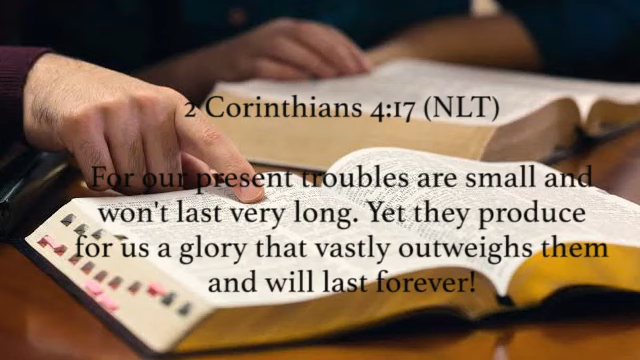 2 Corinthians 4:17 (NLT)
For our present troubles are small and
won't last very long. Yet they produce
for us a glory that vastly outweighs them
and will last forever!